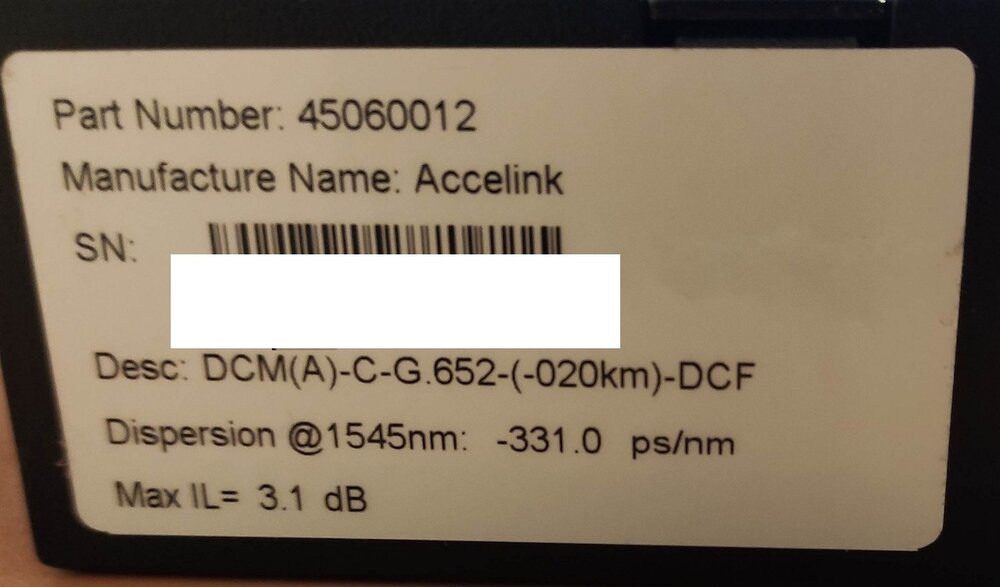 Part Number: 45060012
Manufacture Name: Accelink
SN:
Desc: DCM(A)-C-G.652-(-020km)-DCF
Dispersion @1545nm: -331.0 ps/nm
Max IL= 3.1 dB